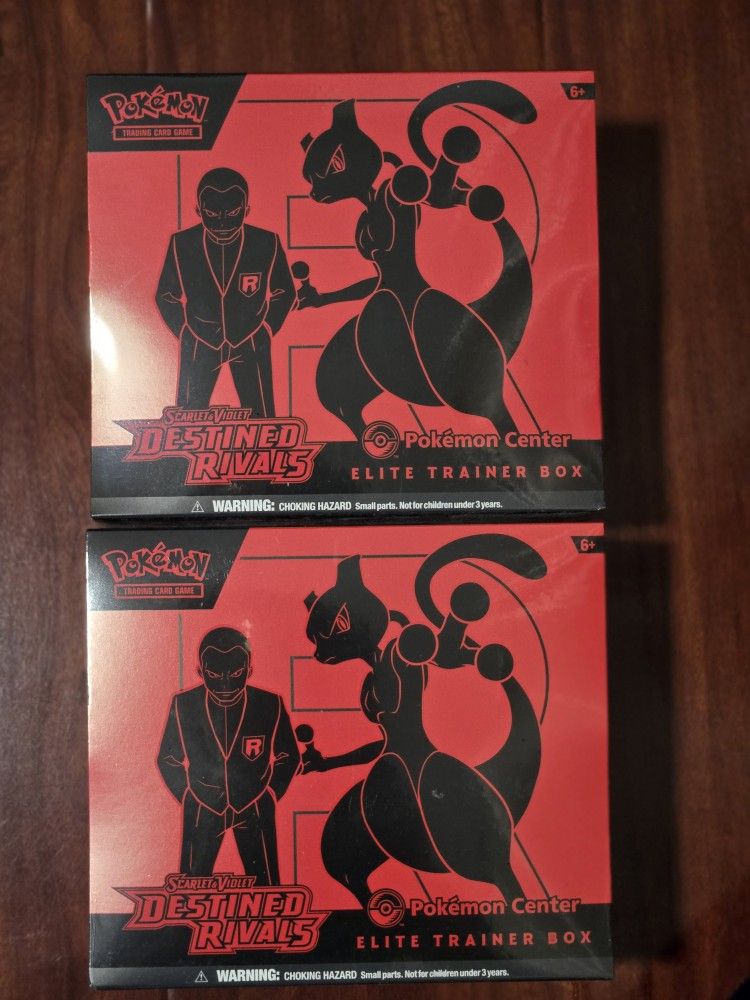 POKéMON
TRADING CARD GAME
6+
R
SCARLET & VIOLET
DESTINED
RIVALS
Pokémon Center
ELITE TRAINER BOX
WARNING: CHOKING HAZARD Small parts. Not for children under 3 years.
POKéMON
TRADING CARD GAME
6+
R
SCARLET & VIOLET
DESTINED
RIVALS
Pokémon Center
ELITE TRAINER BOX
WARNING: CHOKING HAZARD Small parts. Not for children under 3 years.